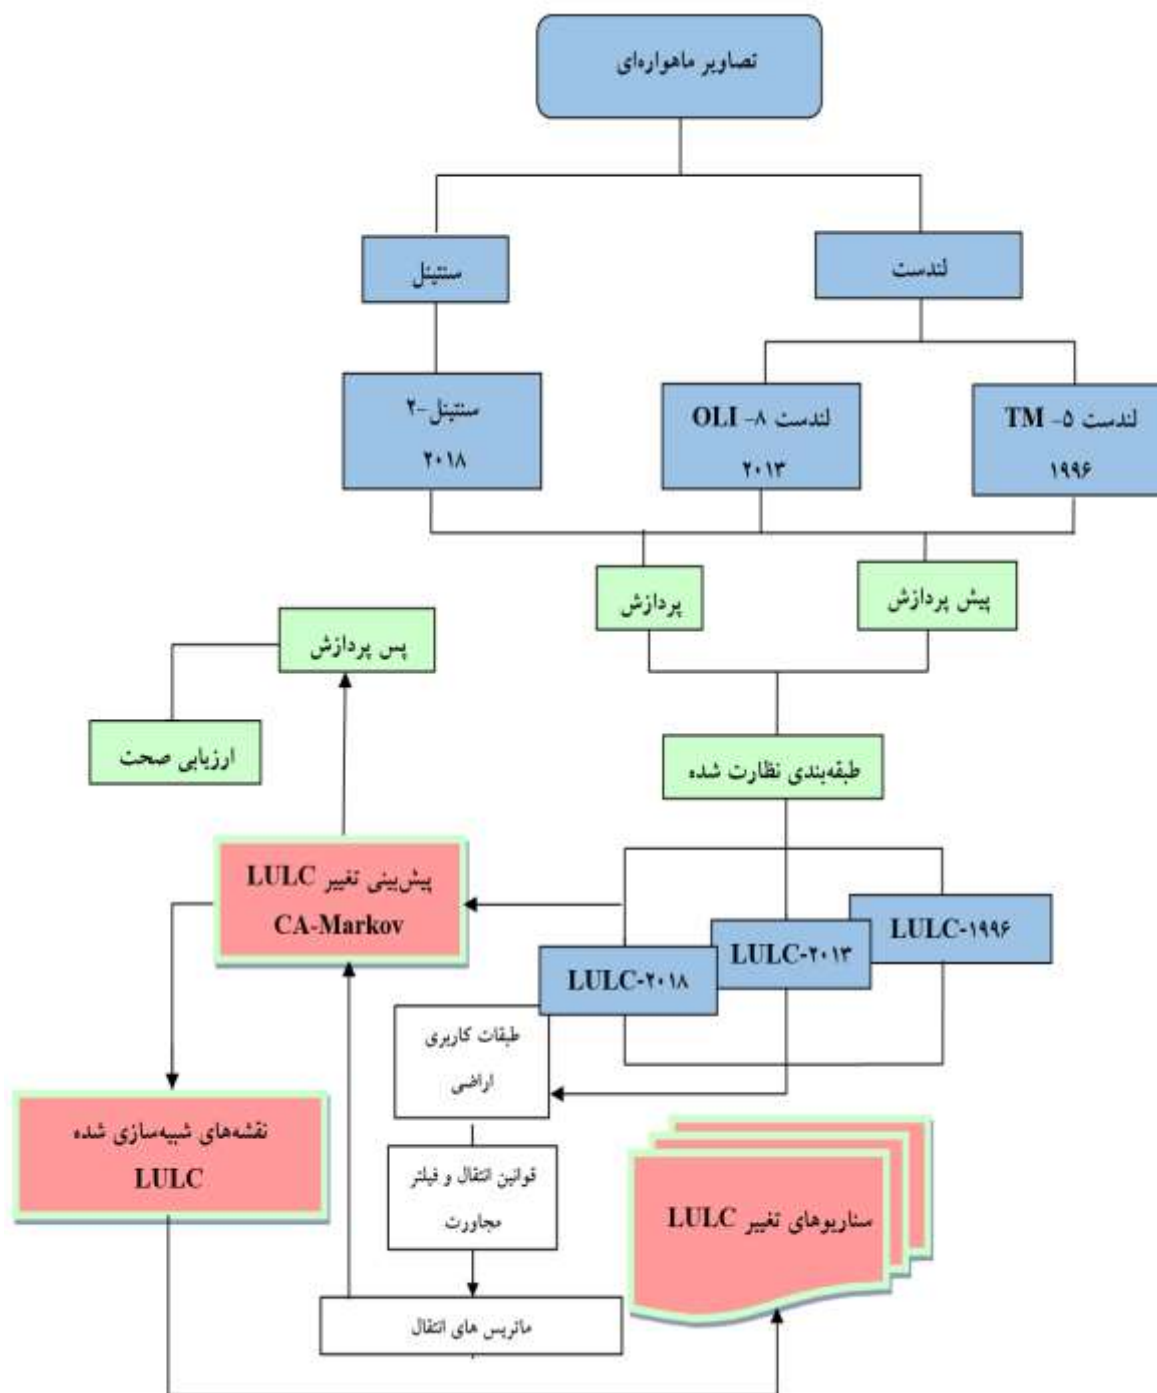 تصاویر ماهواره‌ای
لندست
سنتینل
لندست ۵- TM
۱۹۹۶
لندست ۸- OLI
۲۰۱۳
سنتینل-۲
۲۰۱۸
پیش پردازش
پردازش
پس پردازش
ارزیابی صحت
طبقه‌بندی نظارت شده
پیش‌بینی تغییر LULC
CA-Markov
LULC-۱۹۹۶
LULC-۲۰۱۳
LULC-۲۰۱۸
طبقات کاربری
اراضی
نقشه‌های شبیه‌سازی شده
LULC
قوانین انتقال و فیلتر
مجاورت
سناریوهای تغییر LULC
ماتریس های انتقال